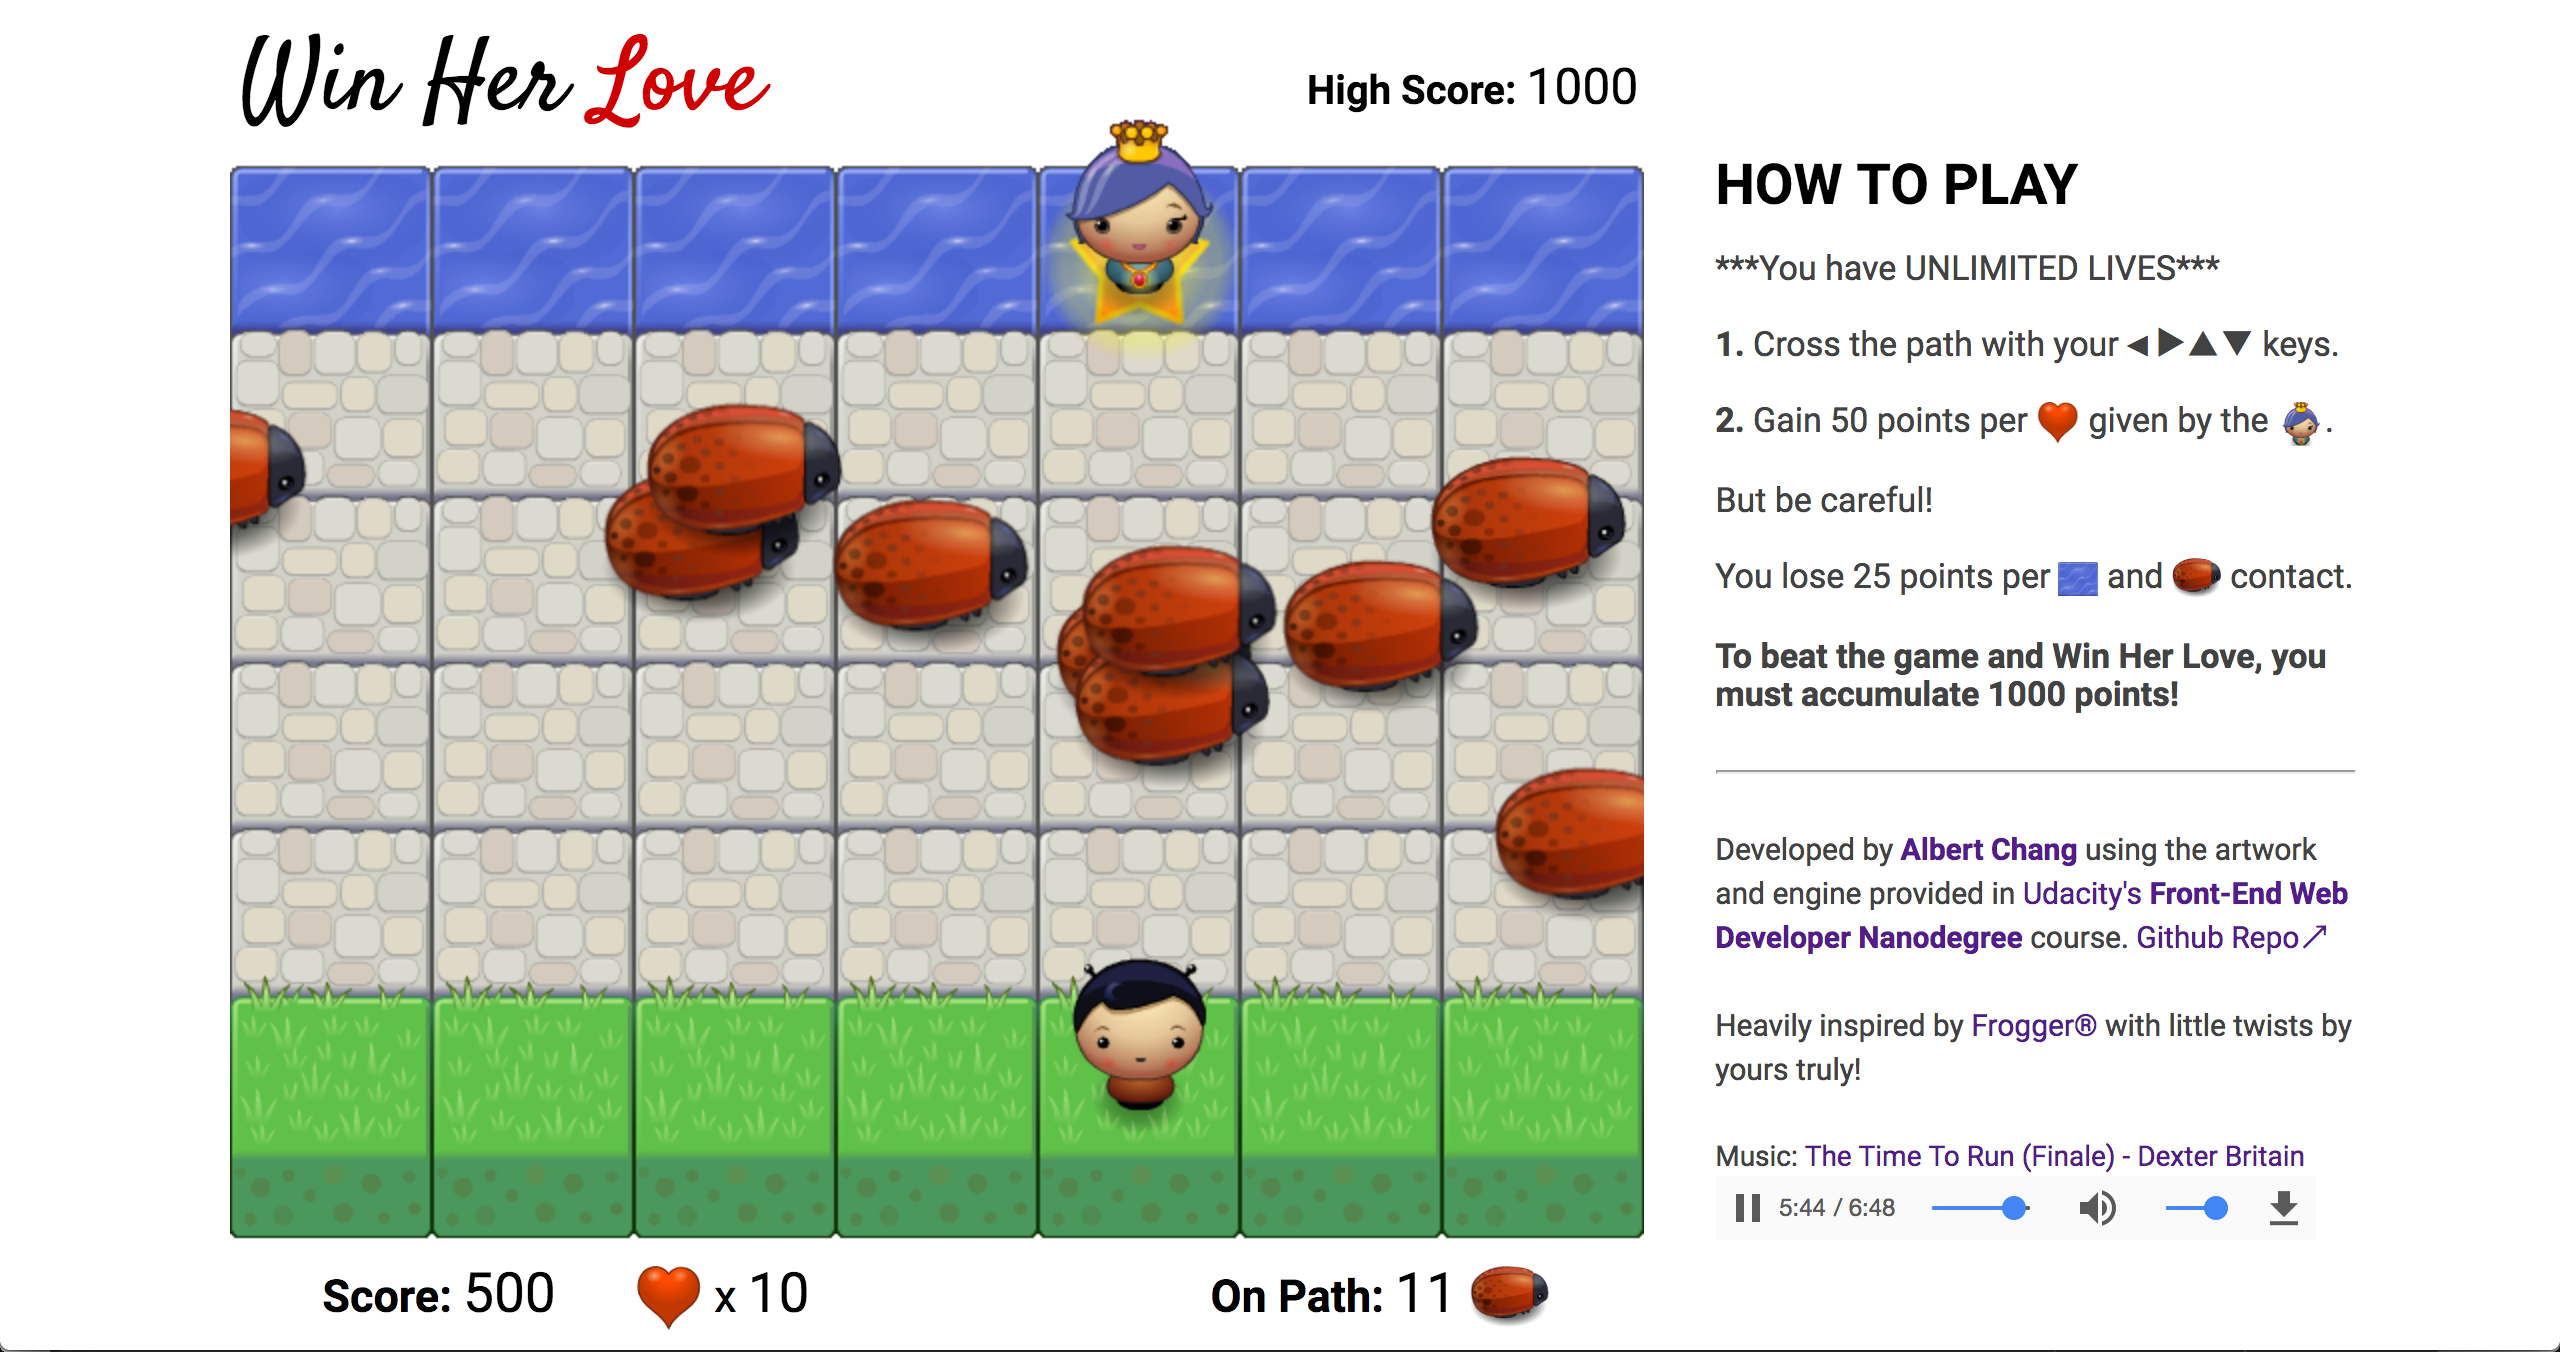 Win Her Love
High Score: 1000
HOW TO PLAY
***You have UNLIMITED LIVES***
1. Cross the path with your ◀ ▶ ▲ ▼ keys.
2. Gain 50 points per given by the .
But be careful!
You lose 25 points per and contact.
To beat the game and Win Her Love, you
must accumulate 1000 points!
Developed by Albert Chang using the artwork
and engine provided in Udacity's Front-End Web
Developer Nanodegree course. Github Repo↗
Heavily inspired by Frogger® with little twists by
yours truly!
Music: The Time To Run (Finale) - Dexter Britain
5:44 / 6:48
Score: 500 x 10 On Path: 11